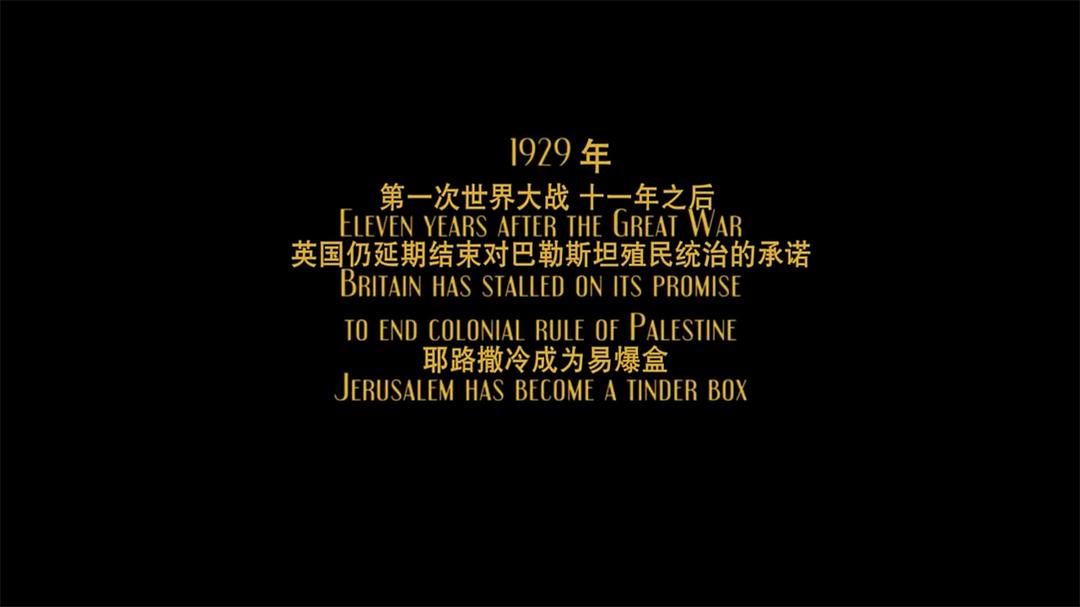 1929 年
第一次世界大战 十一年之后
Eleven years after the Great War
英国仍延期结束对巴勒斯坦殖民统治的承诺
Britain has stalled on its promise
to end colonial rule of Palestine
耶路撒冷成为易爆盒
Jerusalem has become a tinder box